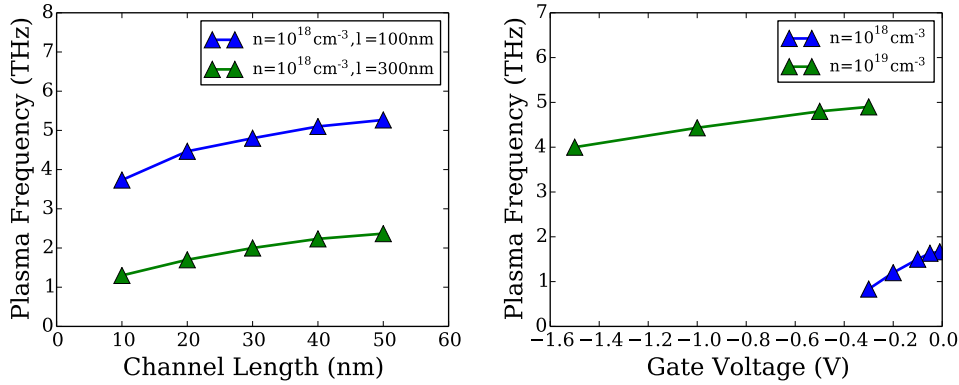 8
7
6
5
4
3
2
1
0
Plasma Frequency (THz)
n=10¹⁸cm⁻³,l=100nm
n=10¹⁸cm⁻³,l=300nm
10 20 30 40 50 60
Channel Length (nm)
7
6
5
4
3
2
1
0
Plasma Frequency (THz)
n=10¹⁸cm⁻³
n=10¹⁹cm⁻³
−1.6 −1.4 −1.2 −1.0 −0.8 −0.6 −0.4 −0.2 0.0
Gate Voltage (V)